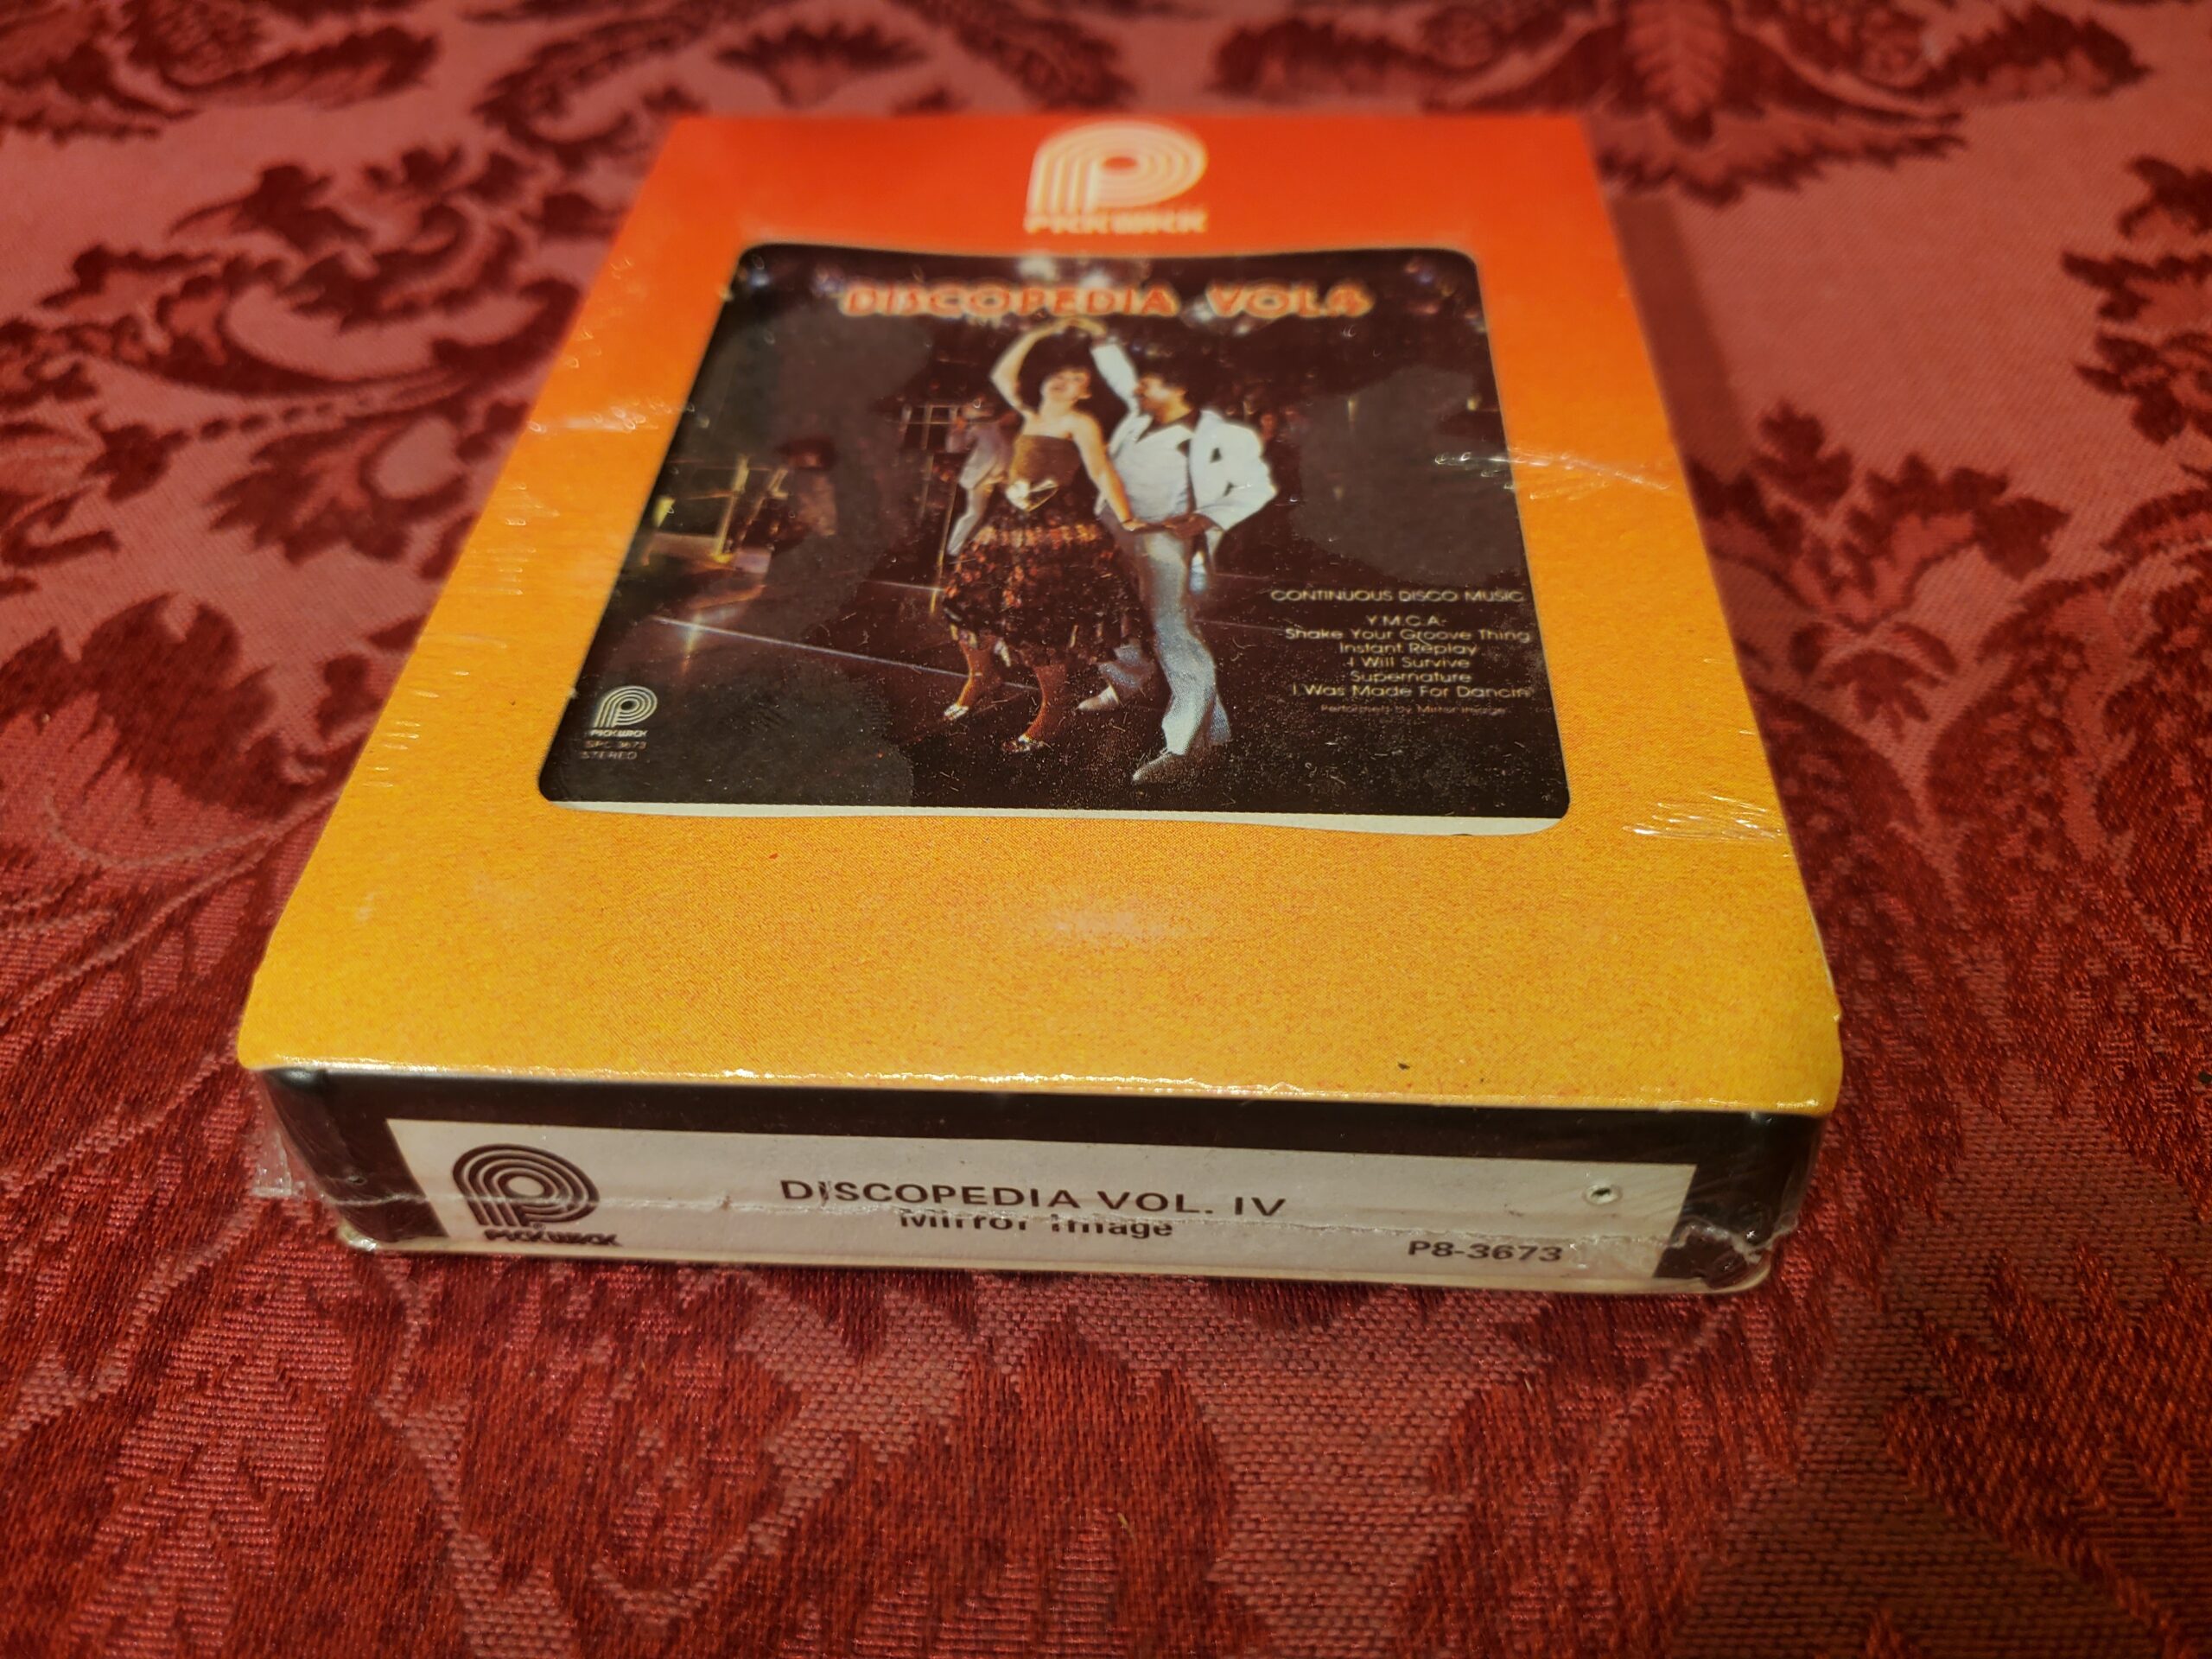 PICKWICK
DISCOPEDIA VOL.4
CONTINUOUS DISCO MUSIC
Y.M.C.A.
Shake Your Groove Thing
Instant Replay
I Will Survive
Supernature
I Was Made For Dancin'
Performed by Mirror Image
PICKWICK
SPC 3673
STEREO
PICKWICK
DISCOPEDIA VOL. IV
Mirror Image
P8-3673